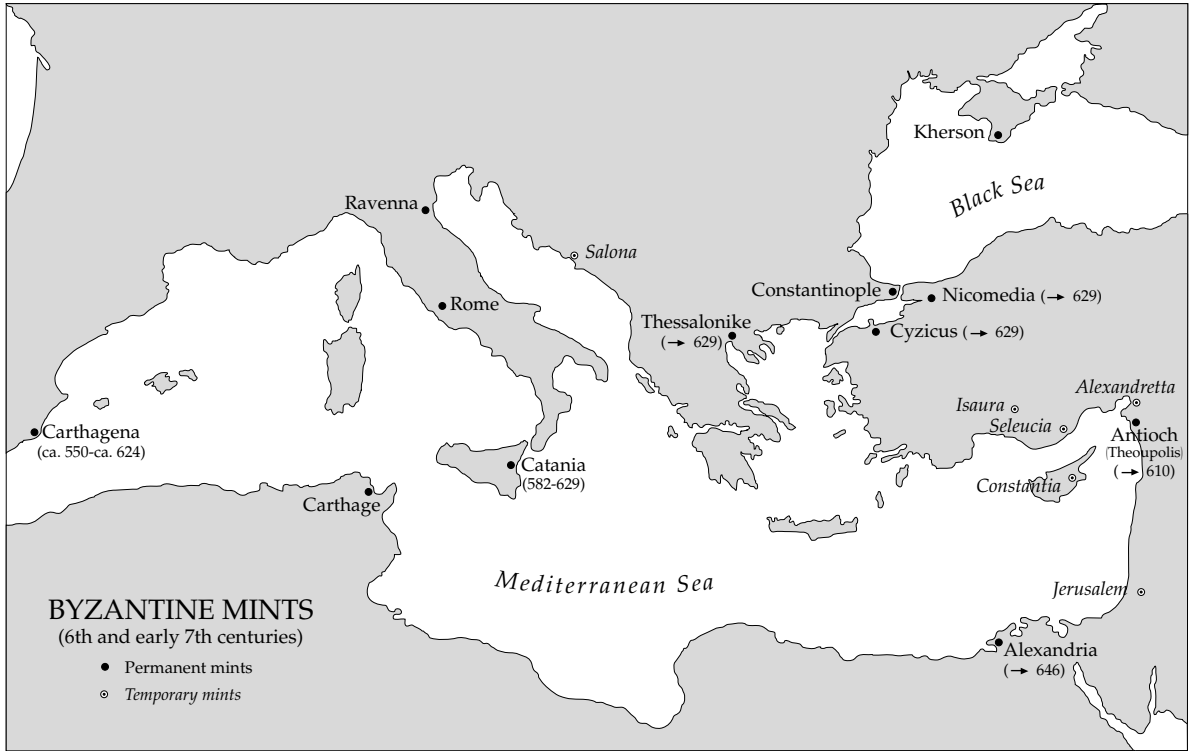 Kherson
Black Sea
Ravenna
Salona
Constantinople
Nicomedia (→ 629)
Rome
Thessalonike
(→ 629)
Cyzicus (→ 629)
Alexandretta
Isaura
Seleucia
Carthagena
(ca. 550-ca. 624)
Antioch
(Theoupolis)
(→ 610)
Catania
(582-629)
Constantia
Carthage
Mediterranean Sea
Jerusalem
BYZANTINE MINTS
(6th and early 7th centuries)
Permanent mints
Temporary mints
Alexandria
(→ 646)